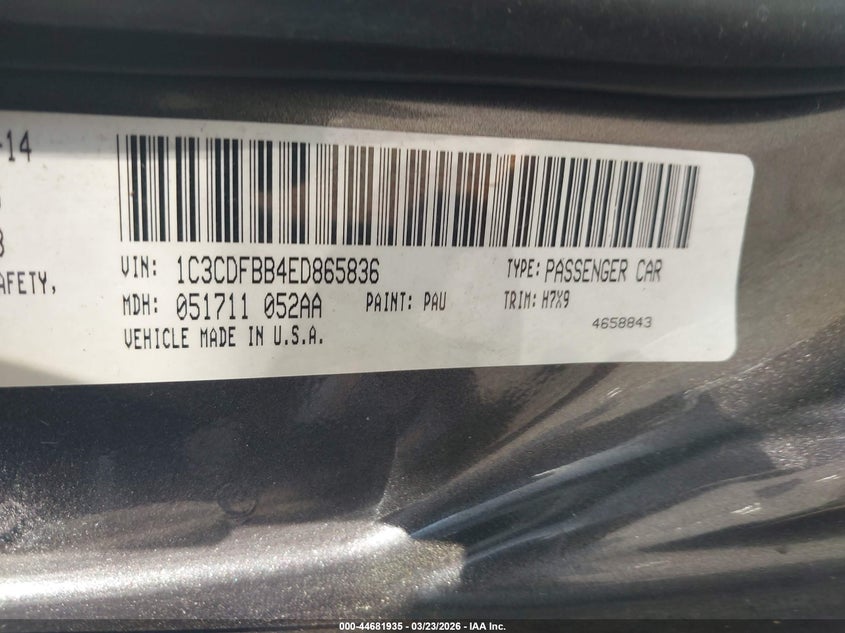 -14
8
AFETY,
VIN: 1C3CDFBB4ED865836 TYPE: PASSENGER CAR
MDH: 051711 052AA PAINT: PAU TRIM: H7X9
VEHICLE MADE IN U.S.A. 4658843
000-44681935 - 03/23/2026 - IAA Inc.